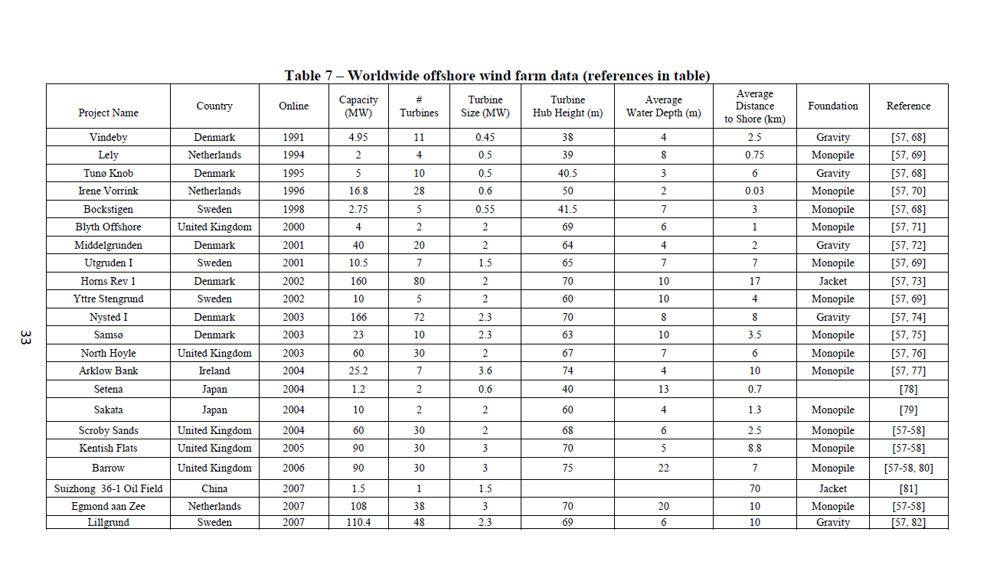 Table 7 – Worldwide offshore wind farm data (references in table)
Project Name Country Online Capacity (MW) # Turbines Turbine Size (MW) Turbine Hub Height (m) Average Water Depth (m) Average Distance to Shore (km) Foundation Reference
Vindeby Denmark 1991 4.95 11 0.45 38 4 2.5 Gravity [57, 68]
Lely Netherlands 1994 2 4 0.5 39 8 0.75 Monopile [57, 69]
Tunø Knob Denmark 1995 5 10 0.5 40.5 3 6 Gravity [57, 68]
Irene Vorrink Netherlands 1996 16.8 28 0.6 50 2 0.03 Monopile [57, 70]
Bockstigen Sweden 1998 2.75 5 0.55 41.5 7 3 Monopile [57, 68]
Blyth Offshore United Kingdom 2000 4 2 2 69 6 1 Monopile [57, 71]
Middelgrunden Denmark 2001 40 20 2 64 4 2 Gravity [57, 72]
Utgruden I Sweden 2001 10.5 7 1.5 65 7 7 Monopile [57, 69]
Horns Rev 1 Denmark 2002 160 80 2 70 10 17 Jacket [57, 73]
Yttre Stengrund Sweden 2002 10 5 2 60 10 4 Monopile [57, 69]
Nysted I Denmark 2003 166 72 2.3 70 8 8 Gravity [57, 74]
Samsø Denmark 2003 23 10 2.3 63 10 3.5 Monopile [57, 75]
North Hoyle United Kingdom 2003 60 30 2 67 7 6 Monopile [57, 76]
Arklow Bank Ireland 2004 25.2 7 3.6 74 4 10 Monopile [57, 77]
Setena Japan 2004 1.2 2 0.6 40 13 0.7 [78]
Sakata Japan 2004 10 2 2 60 4 1.3 Monopile [79]
Scroby Sands United Kingdom 2004 60 30 2 68 6 2.5 Monopile [57-58]
Kentish Flats United Kingdom 2005 90 30 3 70 5 8.8 Monopile [57-58]
Barrow United Kingdom 2006 90 30 3 75 22 7 Monopile [57-58, 80]
Suizhong 36-1 Oil Field China 2007 1.5 1 1.5 70 Jacket [81]
Egmond aan Zee Netherlands 2007 108 38 3 70 20 10 Monopile [57-58]
Lillgrund Sweden 2007 110.4 48 2.3 69 6 10 Gravity [57, 82]
33